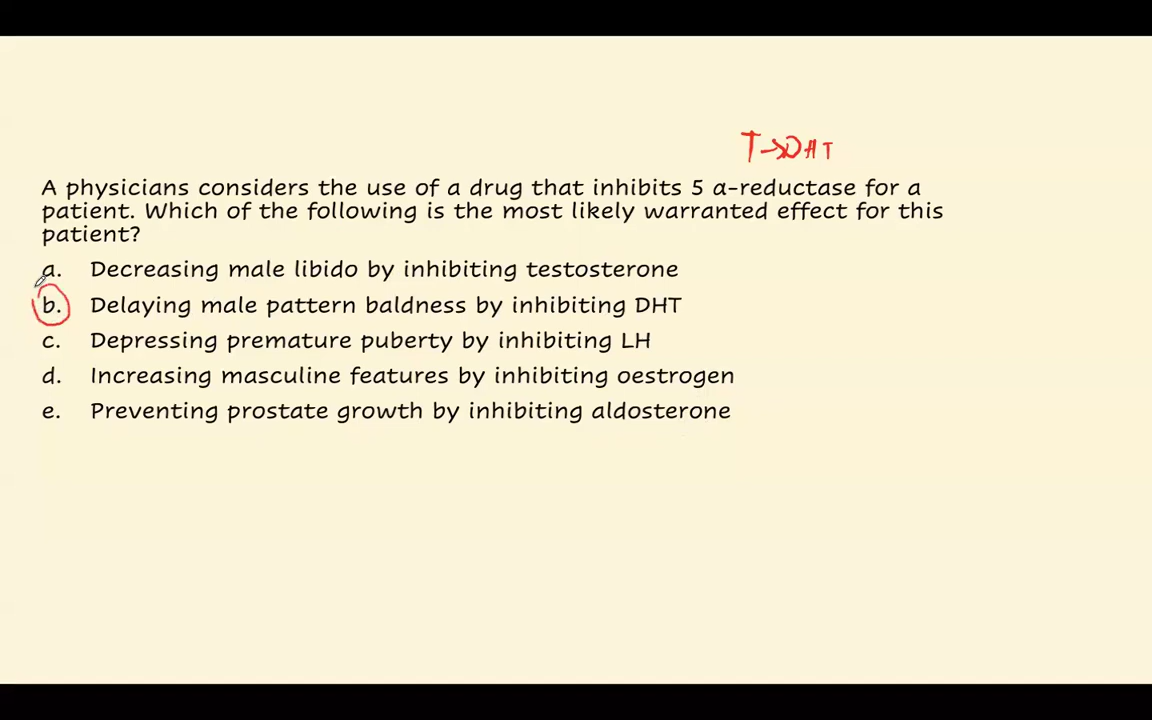 T→DHT
A physicians considers the use of a drug that inhibits 5 α-reductase for a
patient. Which of the following is the most likely warranted effect for this
patient?
a. Decreasing male libido by inhibiting testosterone
b. Delaying male pattern baldness by inhibiting DHT
c. Depressing premature puberty by inhibiting LH
d. Increasing masculine features by inhibiting oestrogen
e. Preventing prostate growth by inhibiting aldosterone